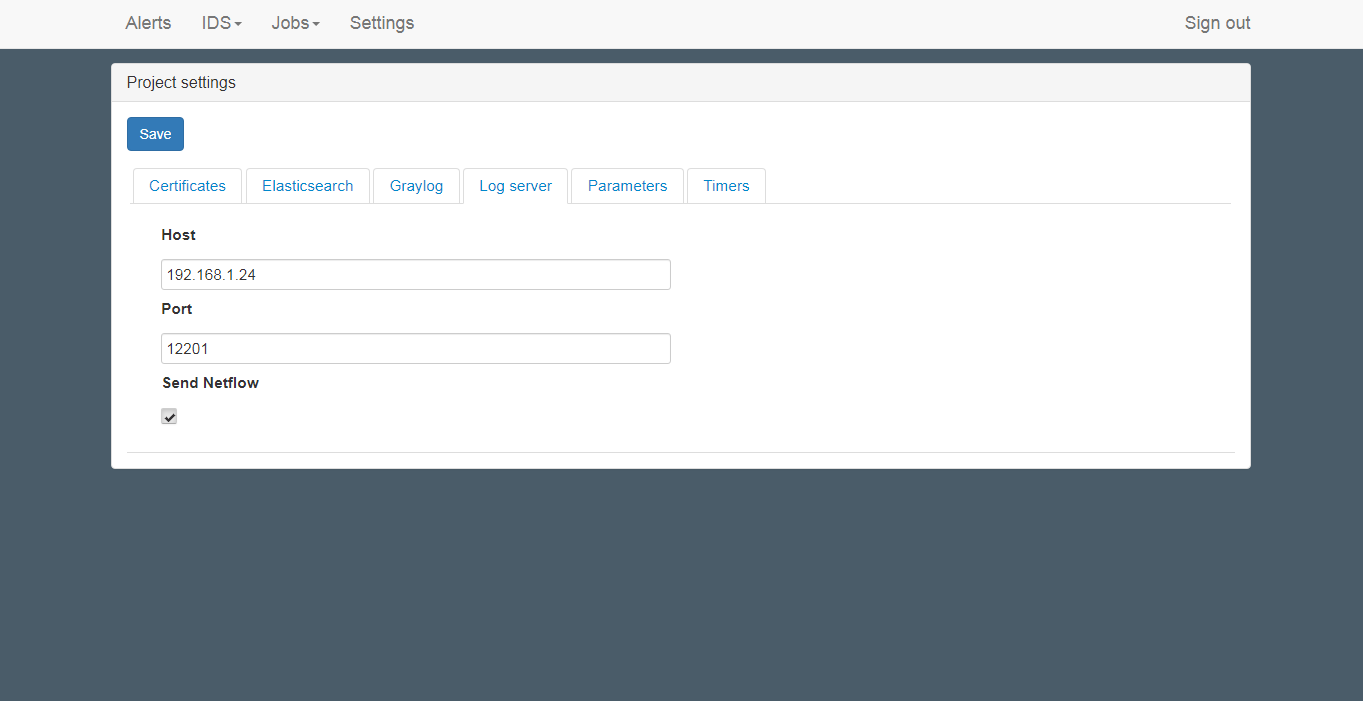 Alerts IDS Jobs Settings Sign out
Project settings
Save
Certificates Elasticsearch Graylog Log server Parameters Timers
Host
192.168.1.24
Port
12201
Send Netflow